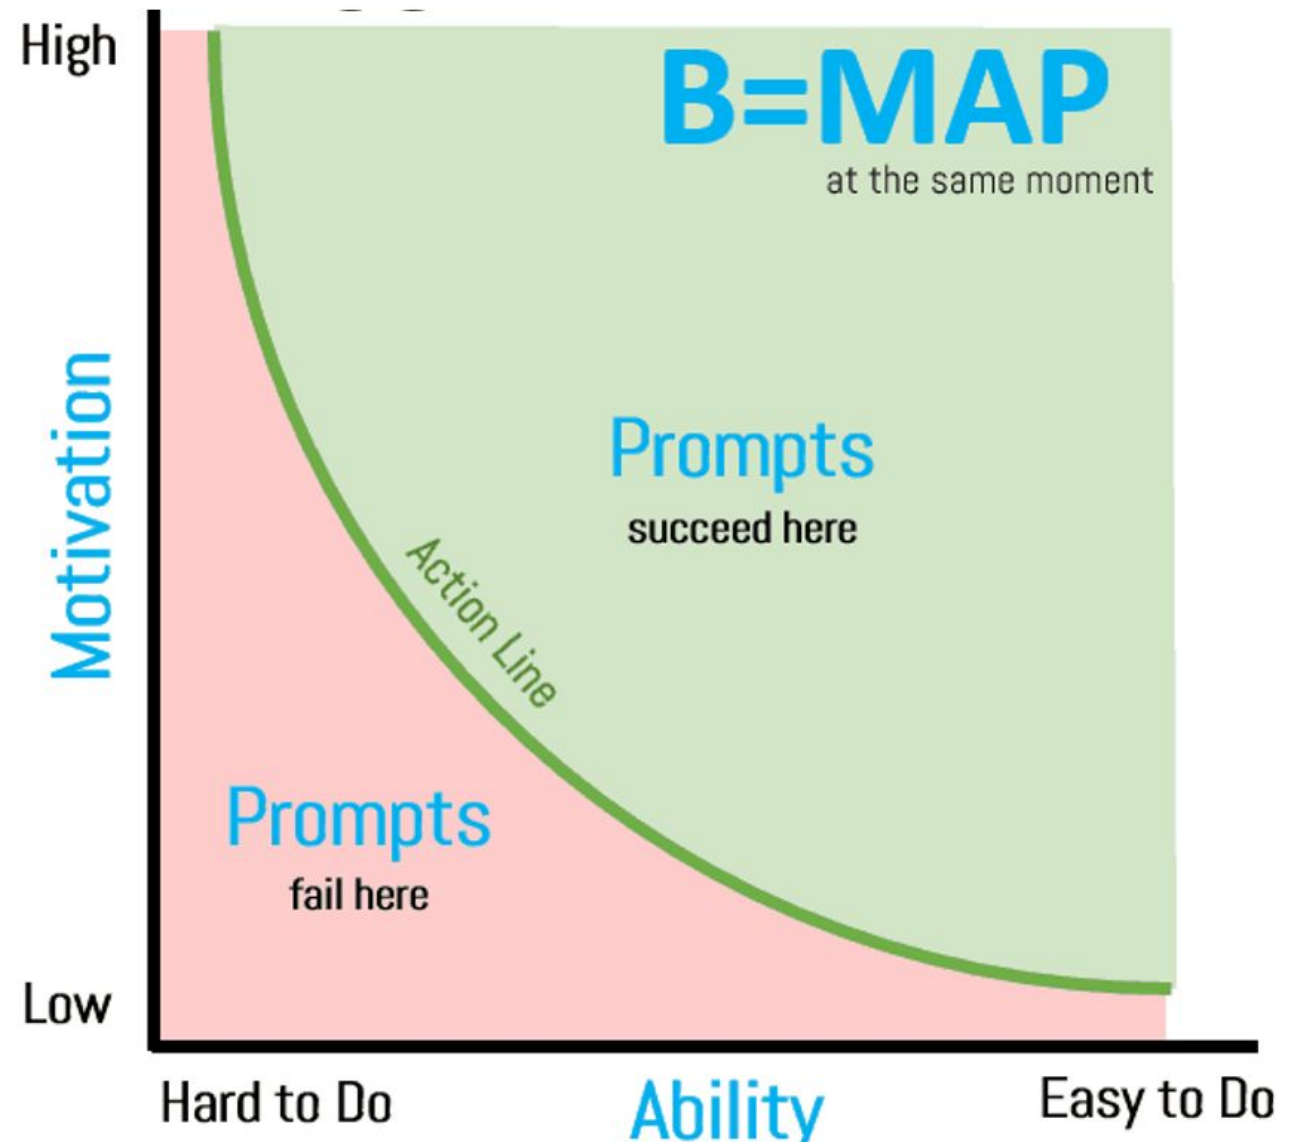 High
B=MAP
at the same moment
Motivation
Prompts
succeed here
Action Line
Prompts
fail here
Low
Hard to Do
Ability
Easy to Do